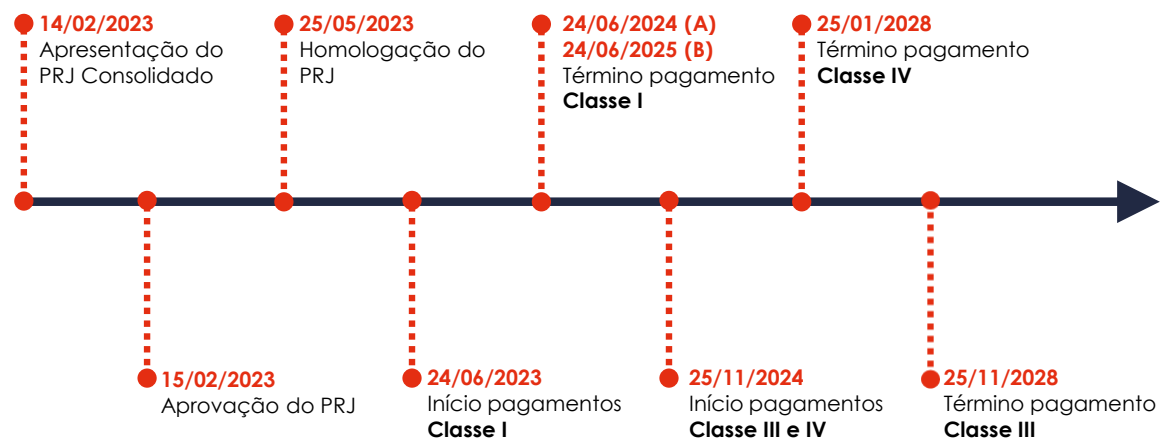 14/02/2023
Apresentação do
PRJ Consolidado
25/05/2023
Homologação do
PRJ
24/06/2024 (A)
24/06/2025 (B)
Término pagamento
Classe I
25/01/2028
Término pagamento
Classe IV
15/02/2023
Aprovação do PRJ
24/06/2023
Início pagamentos
Classe I
25/11/2024
Início pagamentos
Classe III e IV
25/11/2028
Término pagamento
Classe III